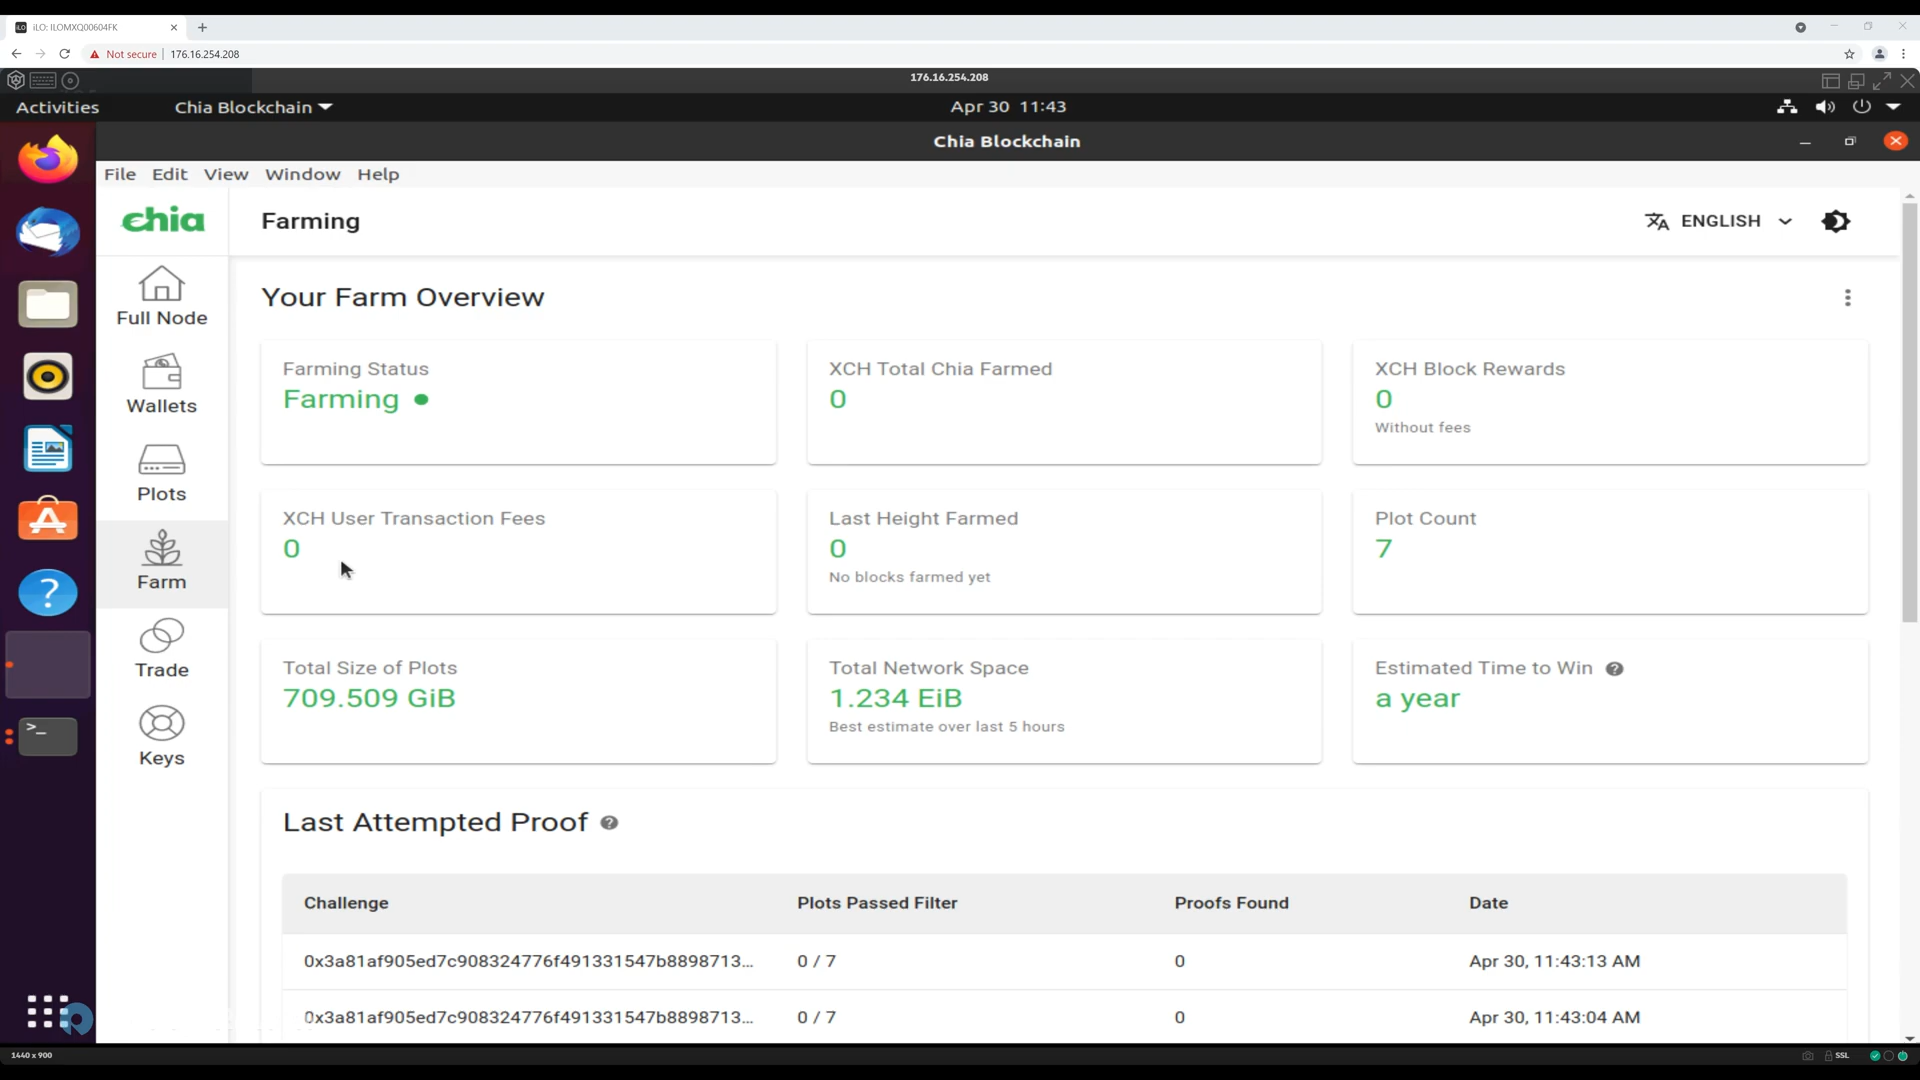 iLO: ILOMXQ00604FK
Not secure 176.16.254.208
176.16.254.208
Activities Chia Blockchain Apr 30 11:43
Chia Blockchain
File Edit View Window Help
chia Farming ENGLISH
Your Farm Overview
Full Node
Wallets
Plots
Farm
Trade
Keys
Farming Status
Farming
XCH Total Chia Farmed
0
XCH Block Rewards
0
Without fees
XCH User Transaction Fees
0
Last Height Farmed
0
No blocks farmed yet
Plot Count
7
Total Size of Plots
709.509 GiB
Total Network Space
1.234 EiB
Best estimate over last 5 hours
Estimated Time to Win
a year
Last Attempted Proof
Challenge Plots Passed Filter Proofs Found Date
0x3a81af905ed7c908324776f491331547b8898713... 0 / 7 0 Apr 30, 11:43:13 AM
0x3a81af905ed7c908324776f491331547b8898713... 0 / 7 0 Apr 30, 11:43:04 AM
1440 x 900 SSL